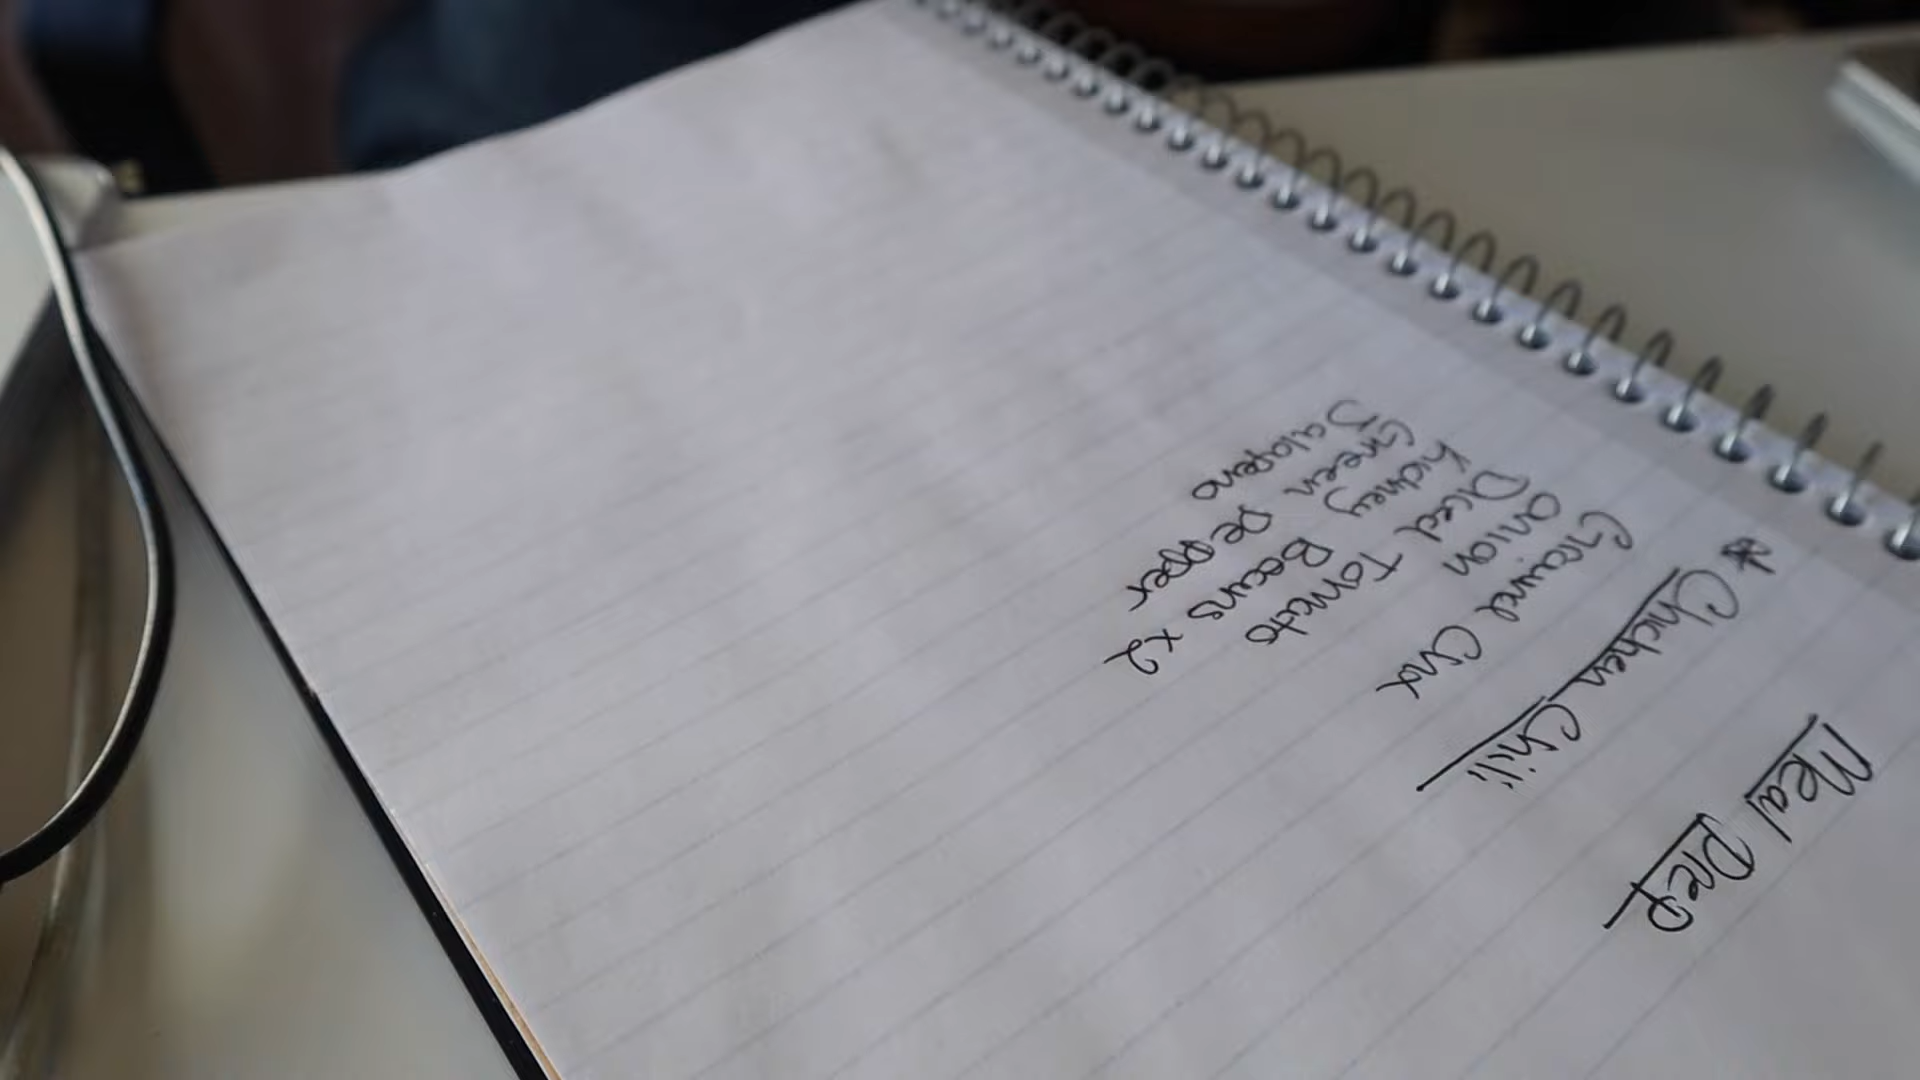 Meal Prep
* Chicken Chili
Ground Chx
onion
Diced Tomato
Kidney Beans x2
Green pepper
Jalapeno